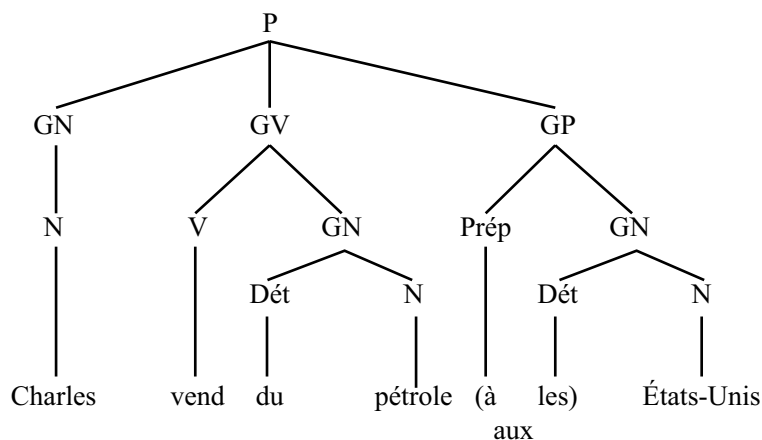 P
GN GV GP
N V GN Prép GN
Dét N Dét N
Charles vend du pétrole (à les) États-Unis
aux